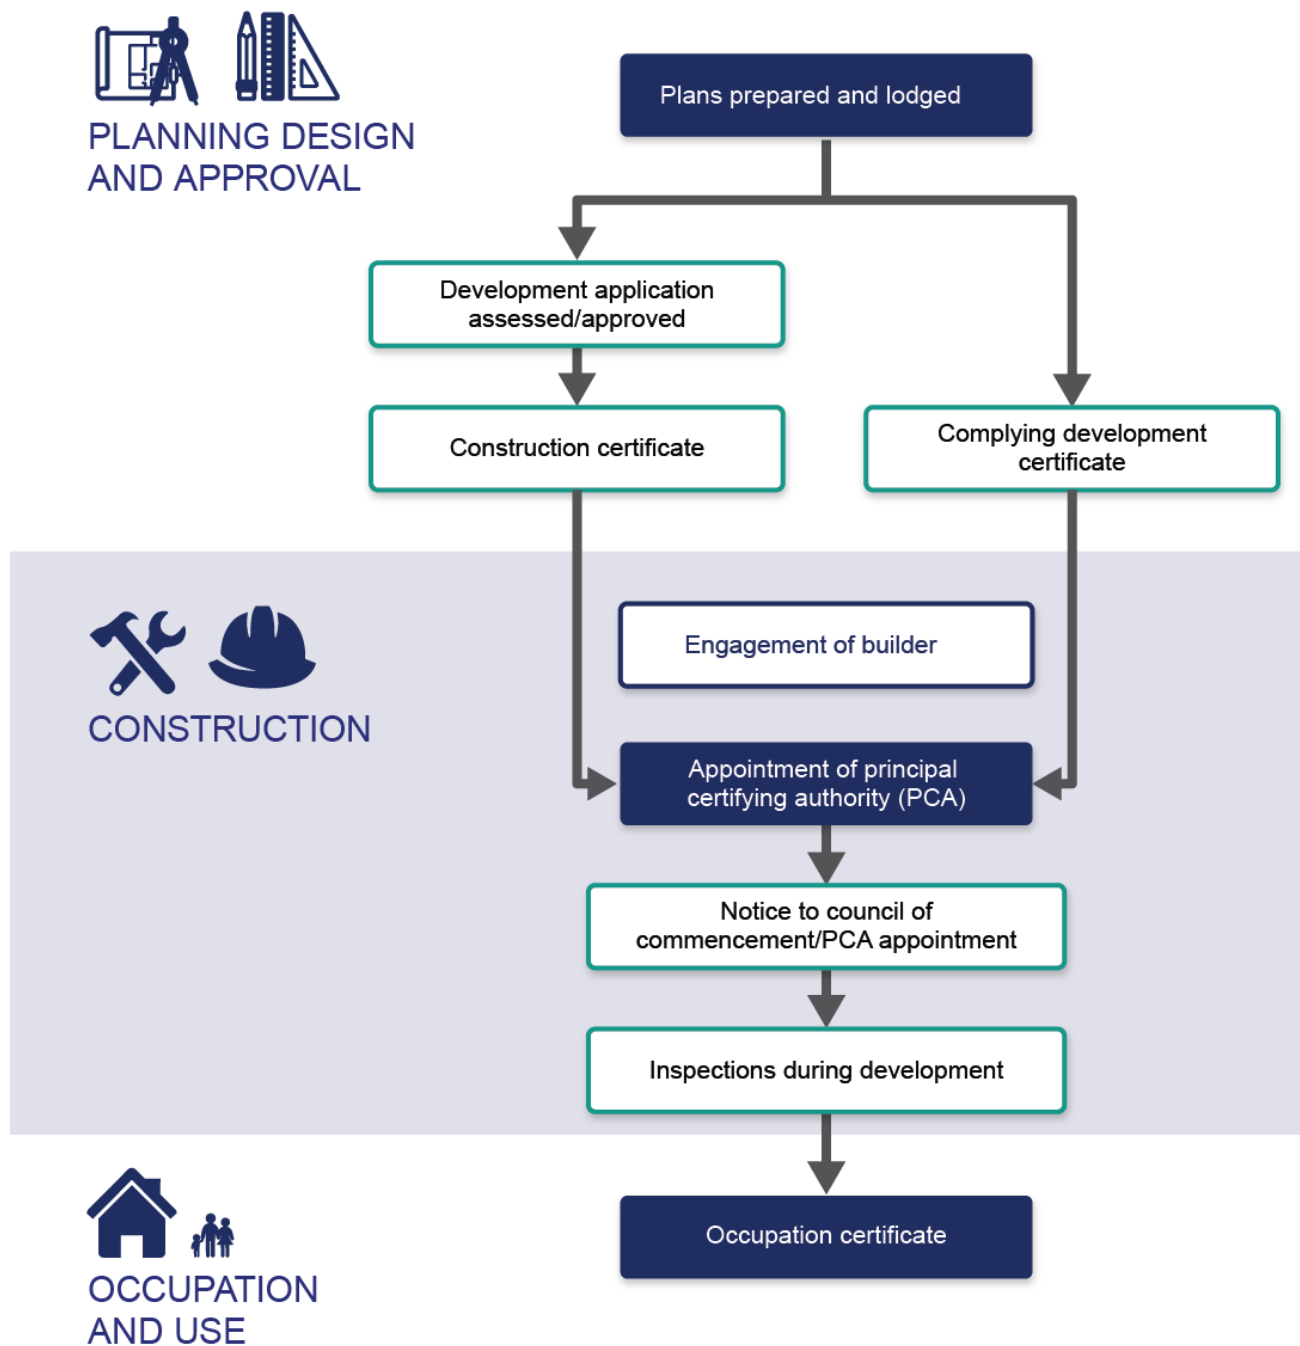 PLANNING DESIGN
AND APPROVAL
Plans prepared and lodged
Development application
assessed/approved
Construction certificate
Complying development
certificate
CONSTRUCTION
Engagement of builder
Appointment of principal
certifying authority (PCA)
Notice to council of
commencement/PCA appointment
Inspections during development
OCCUPATION
AND USE
Occupation certificate